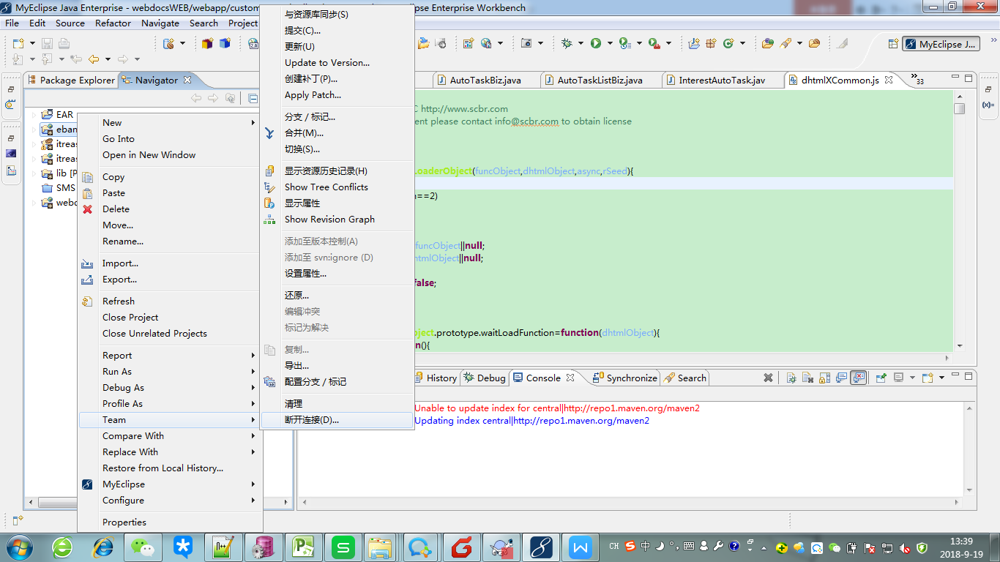 MyEclipse Java Enterprise - webdocsWEB/webapp/custom
clipse Enterprise Workbench
File Edit Source Refactor Navigate Search Project
MyEclipse J...
Package Explorer
Navigator
AutoTaskBiz.java
AutoTaskListBiz.java
InterestAutoTask.jav
dhtmlXCommon.js
33
EAR
eban
itreas
itreas
lib [P
SMS
webd
New
Go Into
Open in New Window
Copy
Paste
Delete
Move...
Rename...
Import...
Export...
Refresh
Close Project
Close Unrelated Projects
Report
Run As
Debug As
Profile As
Team
Compare With
Replace With
Restore from Local History...
MyEclipse
Configure
Properties
与资源库同步(S)
提交(C)...
更新(U)
Update to Version...
创建补丁(P)...
Apply Patch...
分支 / 标记...
合并(M)...
切换(S)...
显示资源历史记录(H)
Show Tree Conflicts
显示属性
Show Revision Graph
添加至版本控制(A)
添加至 svn:ignore (D)
设置属性...
还原...
编辑冲突
标记为解决
复制...
导出...
配置分支 / 标记
清理
断开连接(D)...
C http://www.scbr.com
ent please contact info@scbr.com to obtain license
LoaderObject(funcObject,dhtmlObject,async,rSeed){
==2)
funcObject||null;
htmlObject||null;
false;
bject.prototype.waitLoadFunction=function(dhtmlObject){
n(){
(x)=
History
Debug
Console
Synchronize
Search
Unable to update index for central|http://repo1.maven.org/maven2
Updating index central|http://repo1.maven.org/maven2
CH
中
13:39
2018-9-19